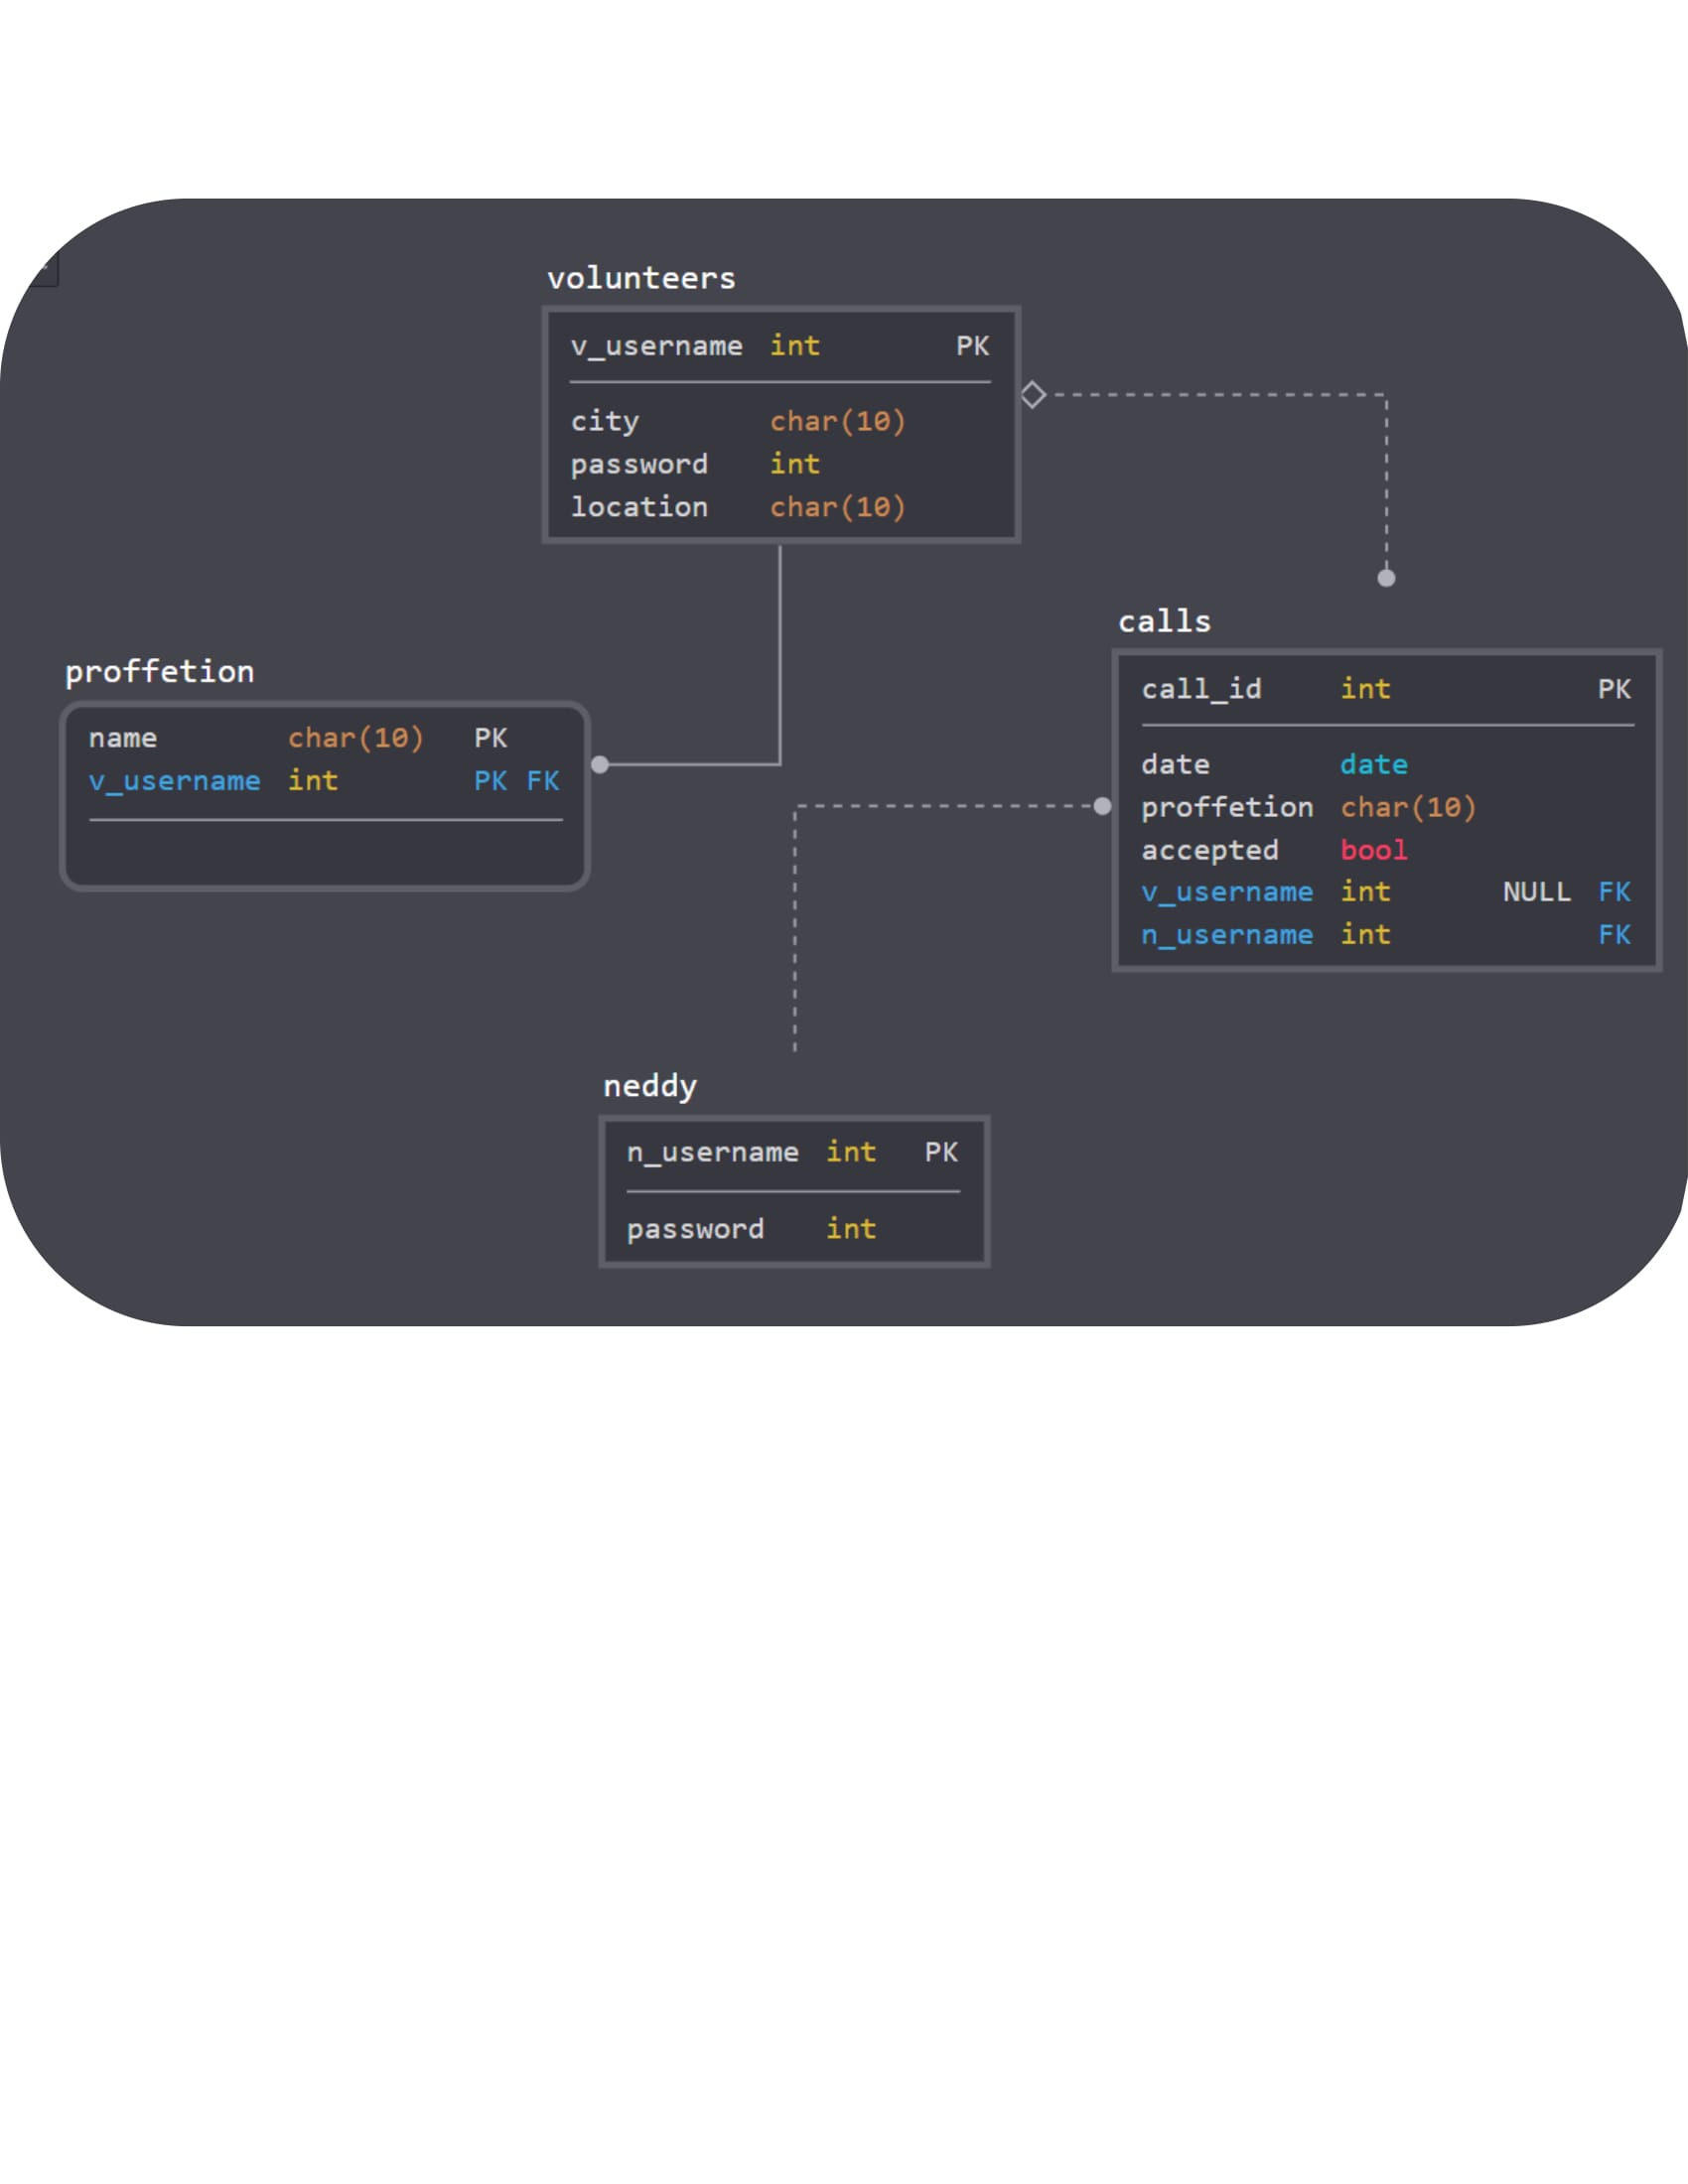 volunteers
v_username int PK
city char(10)
password int
location char(10)
proffetion
name char(10) PK
v_username int PK FK
calls
call_id int PK
date date
proffetion char(10)
accepted bool
v_username int NULL FK
n_username int FK
neddy
n_username int PK
password int